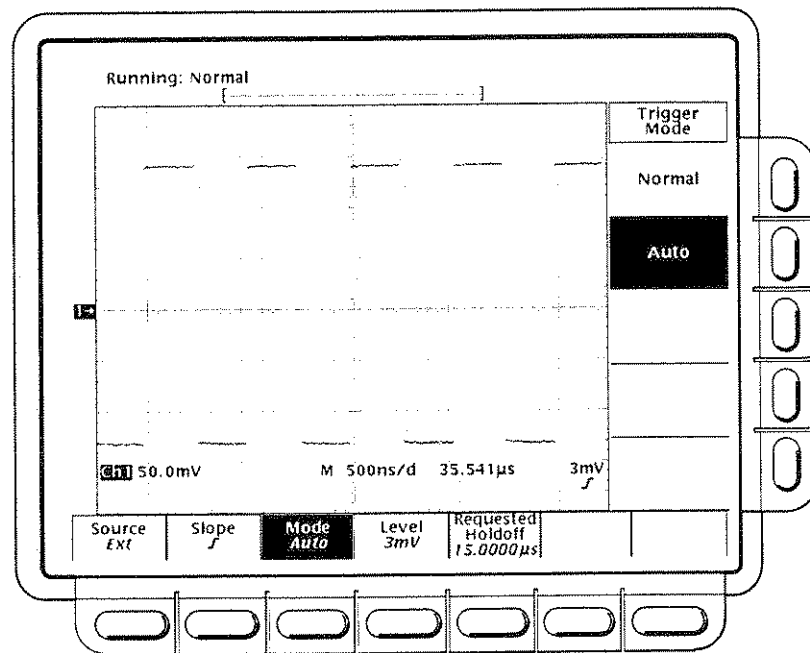 Running: Normal
Trigger
Mode
Normal
Auto
1→
Ch1 50.0mV M 500ns/d 35.541µs 3mV
Source
Ext
Slope
Mode
Auto
Level
3mV
Requested
Holdoff
15.0000µs